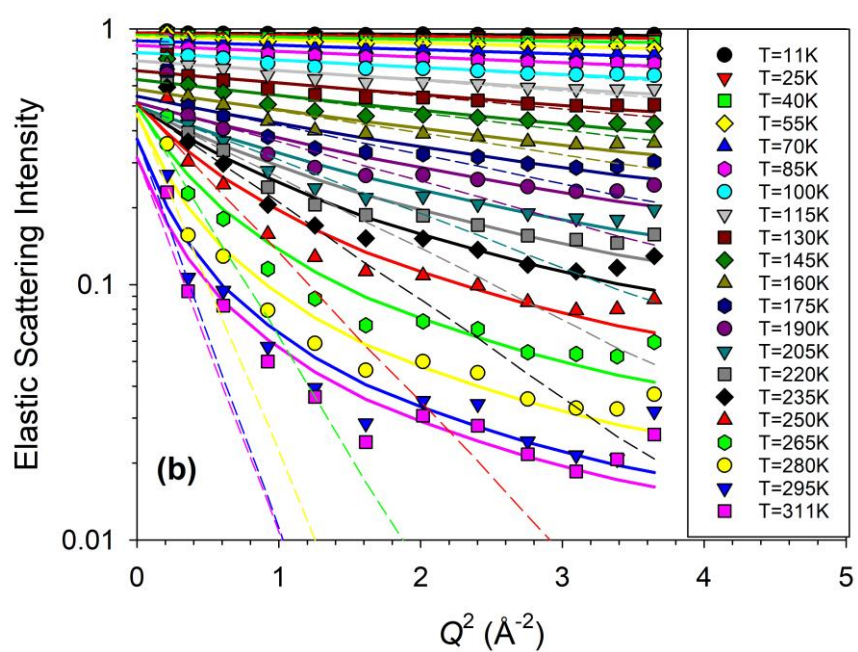 Elastic Scattering Intensity
1
0.1
0.01
(b)
0
1
2
3
4
5
Q² (Å⁻²)
T=11K
T=25K
T=40K
T=55K
T=70K
T=85K
T=100K
T=115K
T=130K
T=145K
T=160K
T=175K
T=190K
T=205K
T=220K
T=235K
T=250K
T=265K
T=280K
T=295K
T=311K